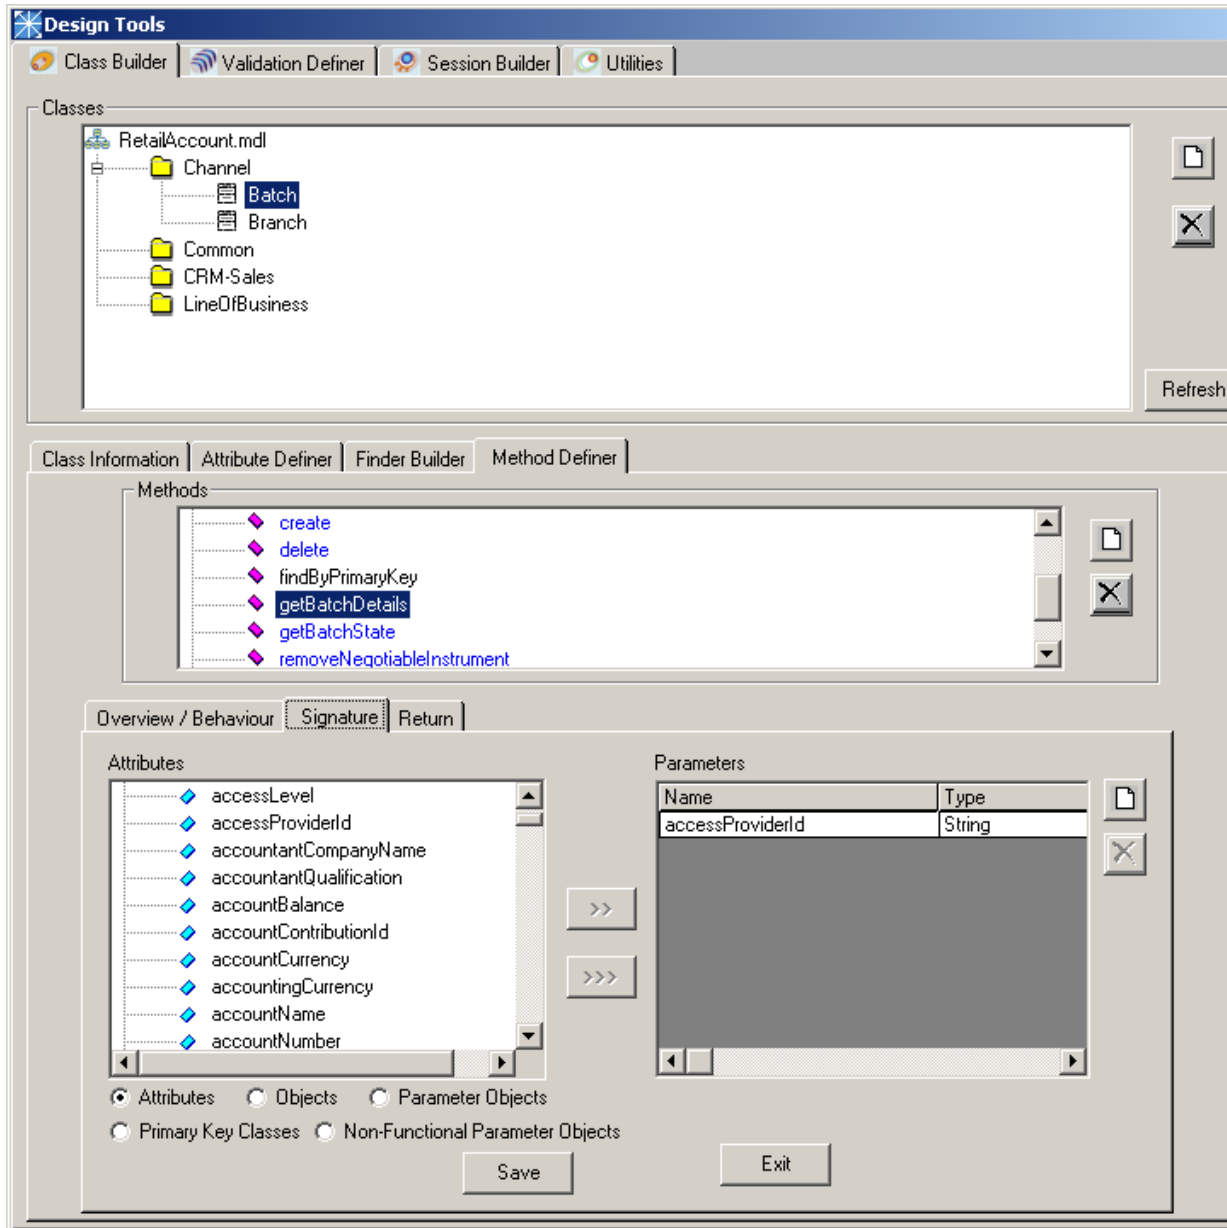 Design Tools
Class Builder Validation Definer Session Builder Utilities
Classes
RetailAccount.mdl
Channel
Batch
Branch
Common
CRM-Sales
LineOfBusiness
Refresh
Class Information Attribute Definer Finder Builder Method Definer
Methods
create
delete
findByPrimaryKey
getBatchDetails
getBatchState
removeNegotiableInstrument
Overview / Behaviour Signature Return
Attributes Parameters
accessLevel Name Type
accessProviderId accessProviderId String
accountantCompanyName
accountantQualification
accountBalance
>>
accountContributionId
accountCurrency
accountingCurrency >>>
accountName
accountNumber
Attributes Objects Parameter Objects
Primary Key Classes Non-Functional Parameter Objects
Save Exit